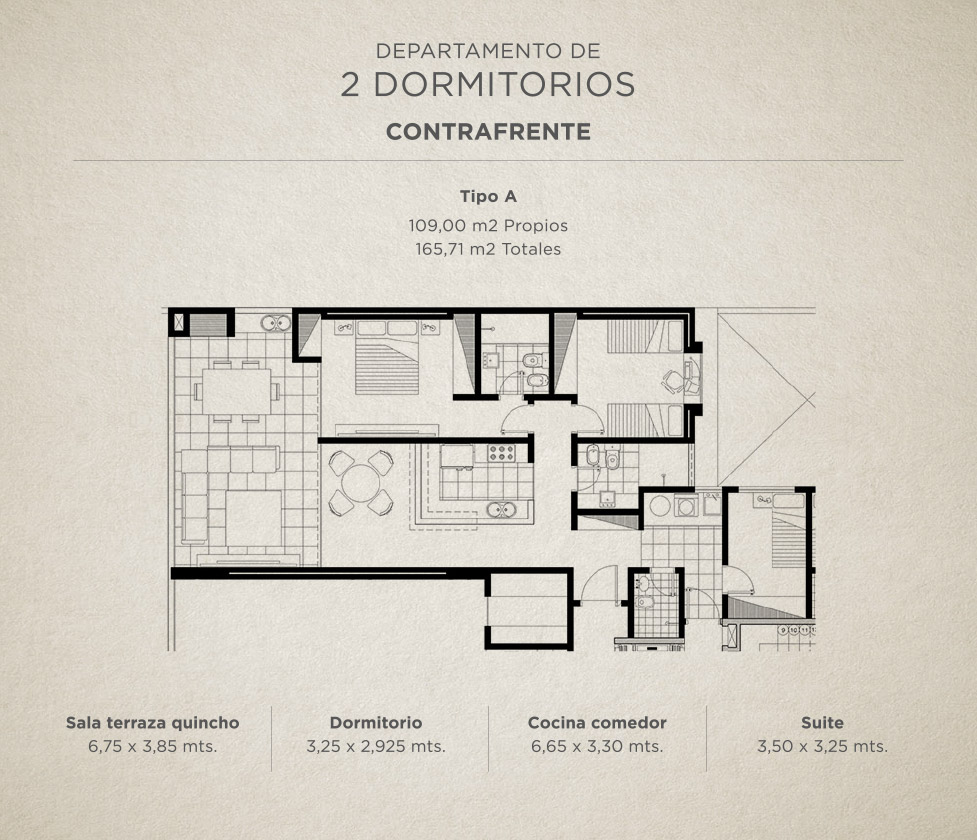 DEPARTAMENTO DE
2 DORMITORIOS
CONTRAFRENTE
Tipo A
109,00 m2 Propios
165,71 m2 Totales
9 10 11
Sala terraza quincho
6,75 x 3,85 mts.
Dormitorio
3,25 x 2,925 mts.
Cocina comedor
6,65 x 3,30 mts.
Suite
3,50 x 3,25 mts.